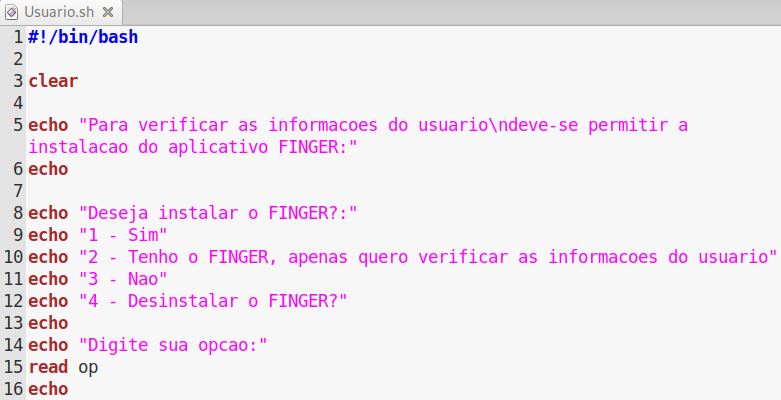 Usuario.sh
1 #!/bin/bash
2
3 clear
4
5 echo "Para verificar as informacoes do usuario\ndeve-se permitir a
instalacao do aplicativo FINGER:"
6 echo
7
8 echo "Deseja instalar o FINGER?:"
9 echo "1 - Sim"
10 echo "2 - Tenho o FINGER, apenas quero verificar as informacoes do usuario"
11 echo "3 - Nao"
12 echo "4 - Desinstalar o FINGER?"
13 echo
14 echo "Digite sua opcao:"
15 read op
16 echo